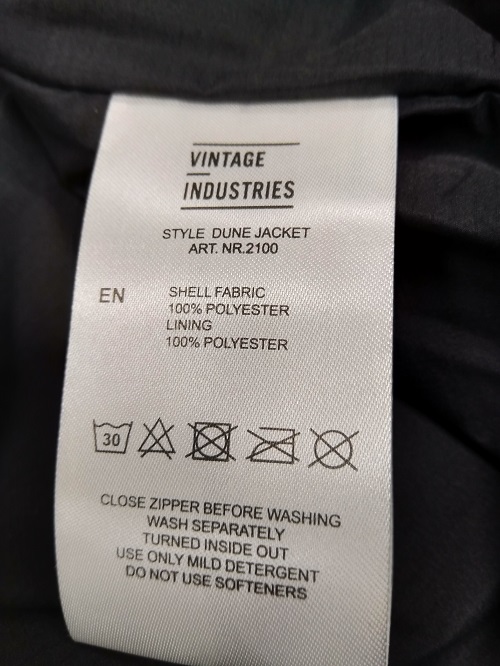 VINTAGE
INDUSTRIES
STYLE DUNE JACKET
ART. NR.2100
EN
SHELL FABRIC
100% POLYESTER
LINING
100% POLYESTER
30
CLOSE ZIPPER BEFORE WASHING
WASH SEPARATELY
TURNED INSIDE OUT
USE ONLY MILD DETERGENT
DO NOT USE SOFTENERS